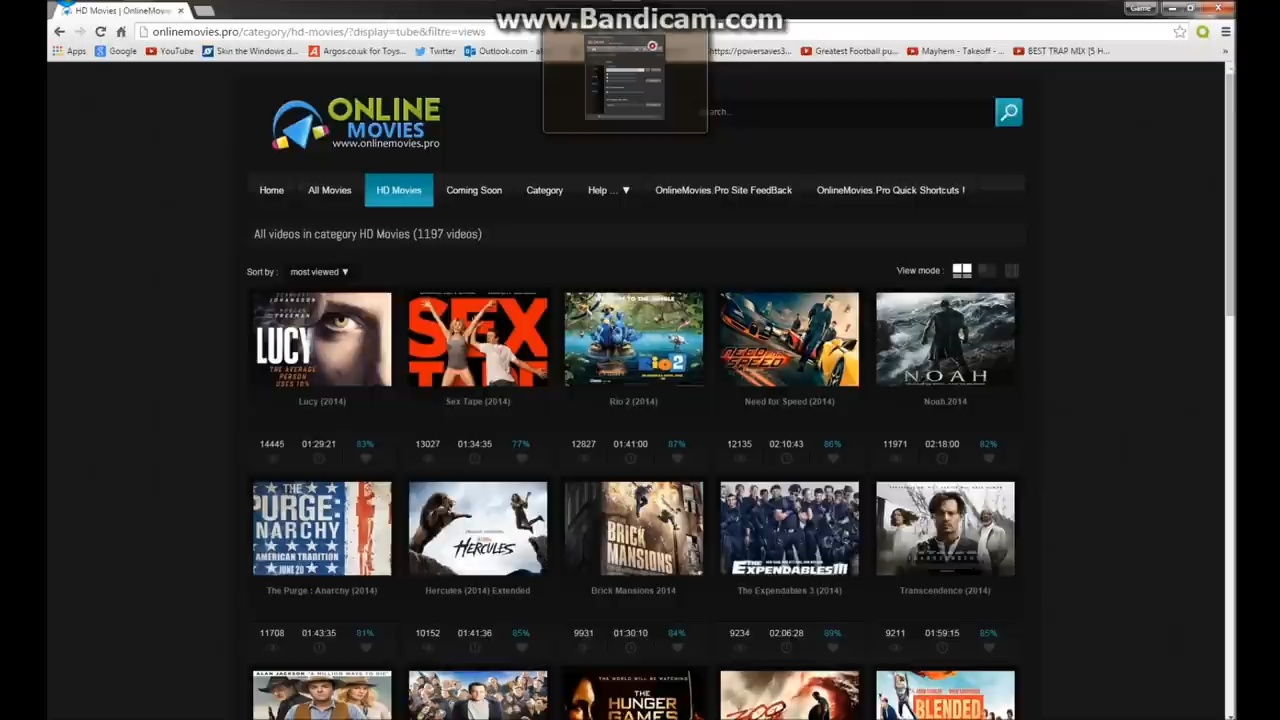 HD Movies | OnlineMov...
www.Bandicam.com
Game
onlinemovies.pro/category/hd-movies/?display=tube&filtre=views
Apps Google YouTube Skin the Windows d... Argos.co.uk for Toys... Twitter Outlook.com - https://powersaves3... Greatest Football pu... Mayhem - Takeoff - ... BEST TRAP MIX [5 H...
ONLINE
MOVIES
www.onlinemovies.pro
Home All Movies HD Movies Coming Soon Category Help ... ▼ OnlineMovies.Pro Site FeedBack OnlineMovies.Pro Quick Shortcuts !
All videos in category HD Movies (1197 videos)
Sort by : most viewed ▼ View mode :
MORGAN
FREEMAN
LUCY
THE AVERAGE
PERSON
USES 10%
SEX
Rio 2
NEED FOR
SPEED
NOAH
Lucy (2014) Sex Tape (2014) Rio 2 (2014) Need for Speed (2014) Noah 2014
14445 01:29:21 83% 13027 01:34:35 77% 12827 01:41:00 87% 12135 02:10:43 86% 11971 02:18:00 82%
THE
PURGE:
ANARCHY
AMERICAN TRADITION
JUNE 20
HERCULES
BRICK
MANSIONS
THE EXPENDABLES III
The Purge : Anarchy (2014) Hercules (2014) Extended Brick Mansions 2014 The Expendables 3 (2014) Transcendence (2014)
11708 01:43:35 81% 10152 01:41:36 85% 9931 01:30:10 84% 9234 02:06:28 89% 9211 01:59:15 85%
THE WORLD WILL BE WATCHING
THE
HUNGER
GAMES
300
BLENDED